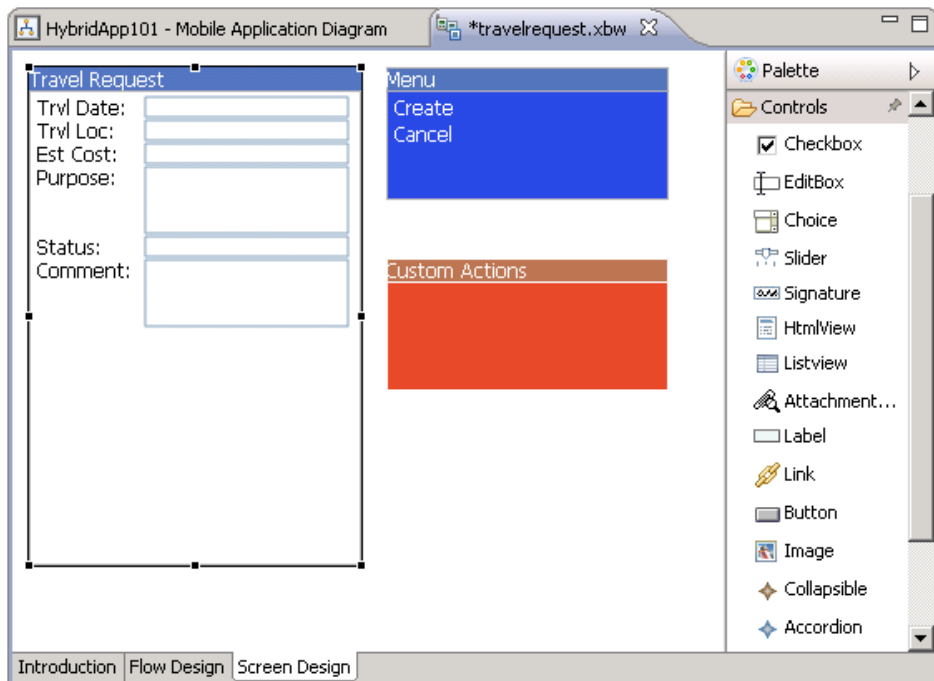 HybridApp101 - Mobile Application Diagram
*travelrequest.xbw
Travel Request
Trvl Date:
Trvl Loc:
Est Cost:
Purpose:
Status:
Comment:
Menu
Create
Cancel
Custom Actions
Palette
Controls
Checkbox
EditBox
Choice
Slider
Signature
HtmlView
Listview
Attachment...
Label
Link
Button
Image
Collapsible
Accordion
Introduction Flow Design Screen Design